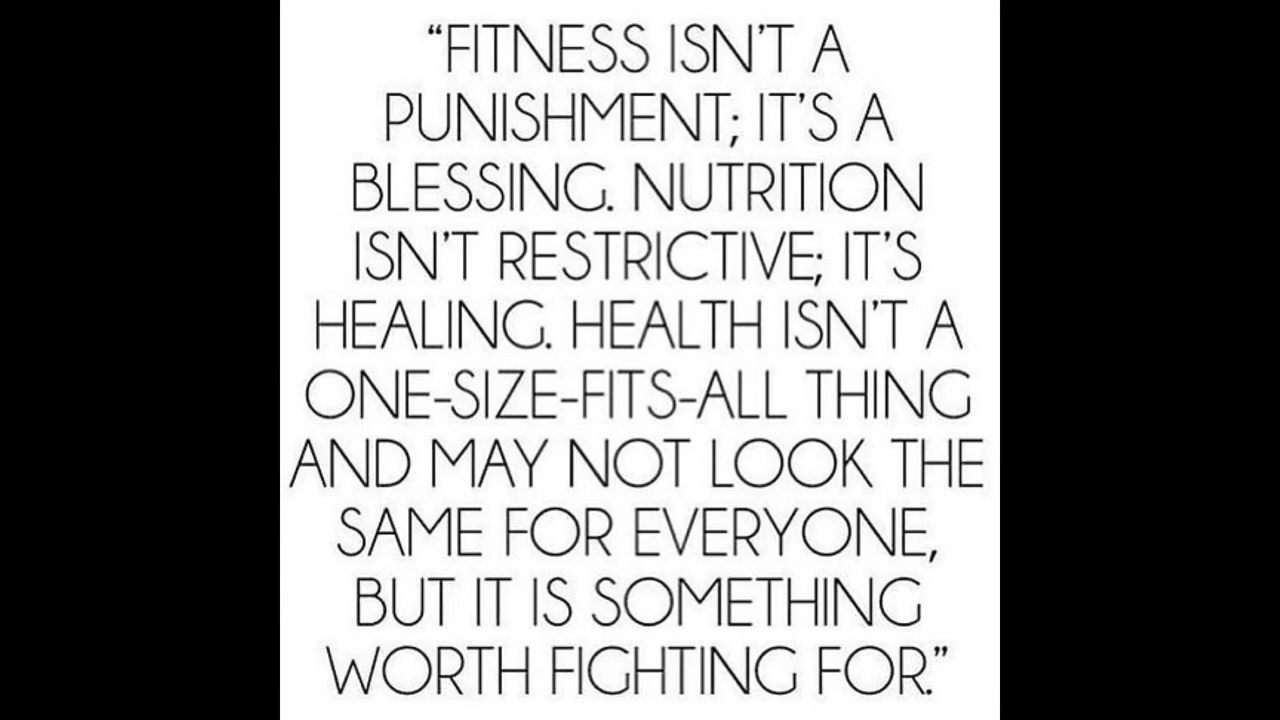 “FITNESS ISN’T A
PUNISHMENT; IT’S A
BLESSING. NUTRITION
ISN’T RESTRICTIVE; IT’S
HEALING. HEALTH ISN’T A
ONE-SIZE-FITS-ALL THING
AND MAY NOT LOOK THE
SAME FOR EVERYONE,
BUT IT IS SOMETHING
WORTH FIGHTING FOR.”